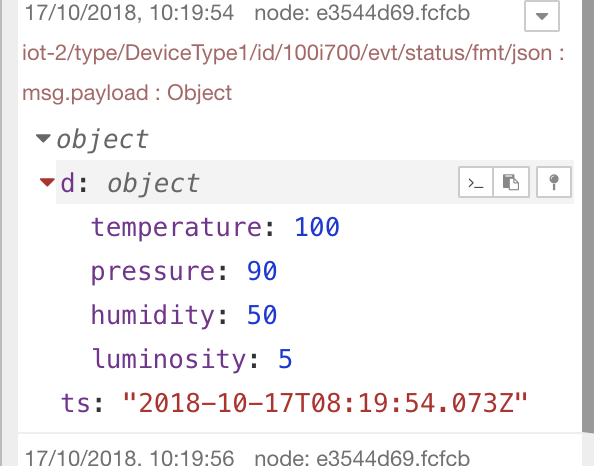 17/10/2018, 10:19:54 node: e3544d69.fcfcb
iot-2/type/DeviceType1/id/100i700/evt/status/fmt/json :
msg.payload : Object
object
d: object
temperature: 100
pressure: 90
humidity: 50
luminosity: 5
ts: "2018-10-17T08:19:54.073Z"
17/10/2018, 10:19:56 node: e3544d69.fcfcb